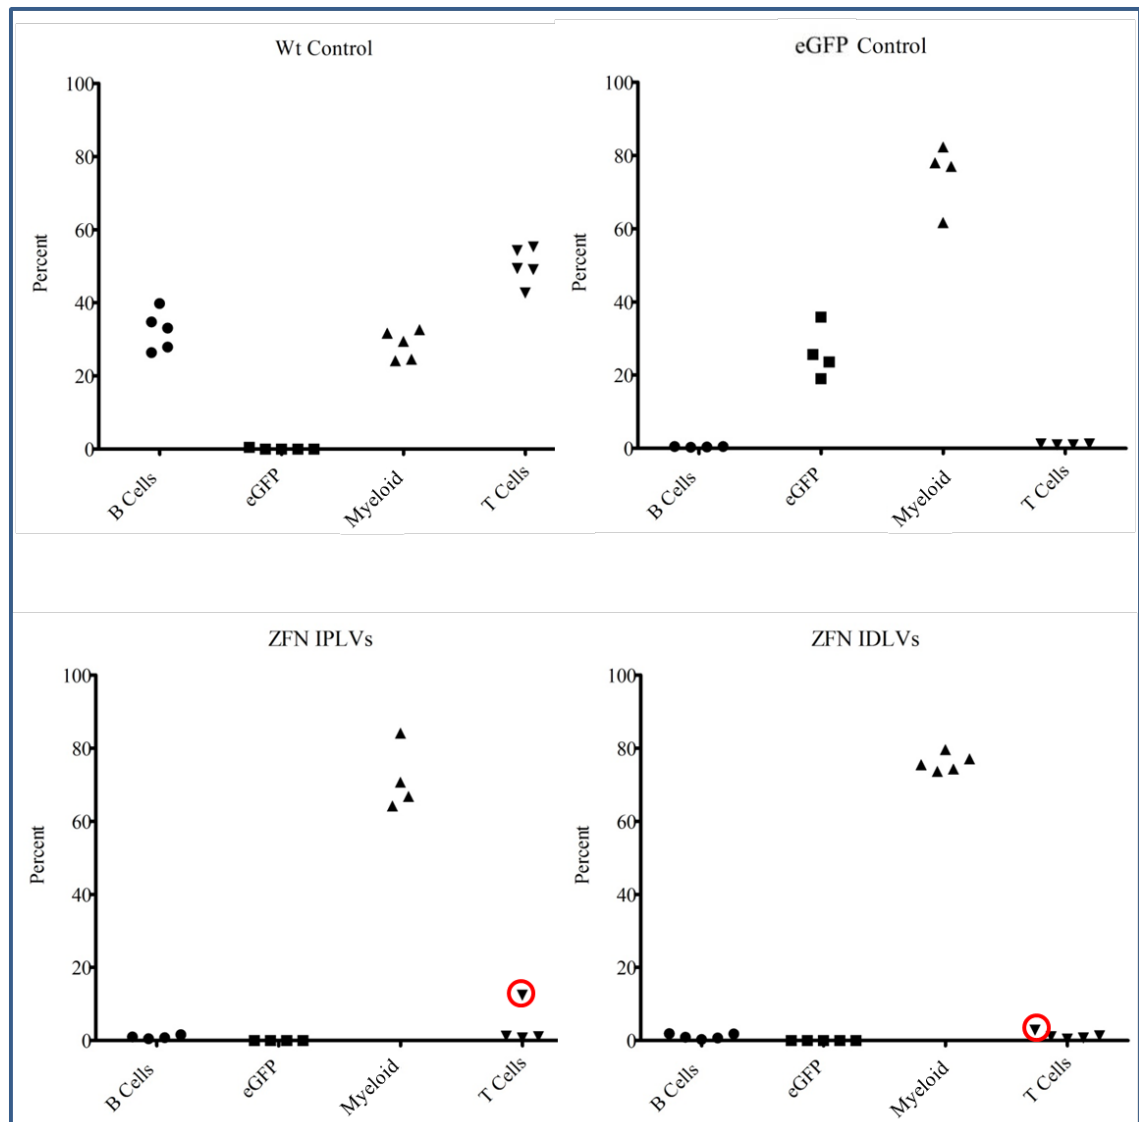 Wt Control
100
80
60
40
20
0
Percent
B Cells
eGFP
Myeloid
T Cells
eGFP Control
100
80
60
40
20
0
Percent
B Cells
eGFP
Myeloid
T Cells
ZFN IPLVs
100
80
60
40
20
0
Percent
B Cells
eGFP
Myeloid
T Cells
ZFN IDLVs
100
80
60
40
20
0
Percent
B Cells
eGFP
Myeloid
T Cells